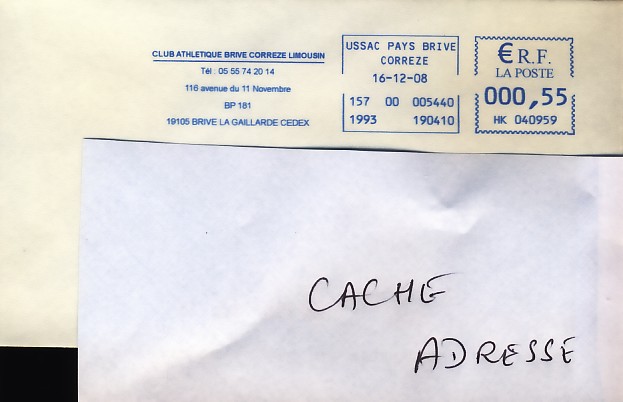 CLUB ATHLETIQUE BRIVE CORREZE LIMOUSIN
Tél : 05 55 74 20 14
116 avenue du 11 Novembre
BP 181
19105 BRIVE LA GAILLARDE CEDEX
USSAC PAYS BRIVE
CORREZE
16-12-08
157 00 005440
1993 190410
€ R.F.
LA POSTE
000,55
HK 040959
CACHE
ADRESSE